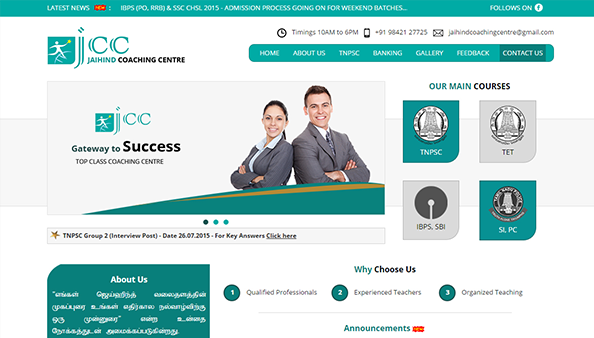 LATEST NEWS NEW : IBPS (PO, RRB) & SSC CHSL 2015 - ADMISSION PROCESS GOING ON FOR WEEKEND BATCHES... FOLLOWS ON f
Timings 10AM to 6PM +91 98421 27725 jaihindcoachingcentre@gmail.com
JCC
JAIHIND COACHING CENTRE
HOME ABOUT US TNPSC BANKING GALLERY FEEDBACK CONTACT US
OUR MAIN COURSES
JCC
Gateway to Success
TOP CLASS COACHING CENTRE
TNPSC TET
IBPS, SBI SI, PC
TNPSC Group 2 (Interview Post) - Date 26.07.2015 - For Key Answers Click here
About Us
"எங்கள் ஜெய்ஹிந்த் வலைதளத்தின்
முகப்புரை உங்கள் எதிர்கால நல்வாழ்விற்கு
ஒரு முன்னுரை" என்ற உன்னத
நோக்கத்துடன் அமைக்கப்படுகின்றது.
Why Choose Us
1 Qualified Professionals 2 Experienced Teachers 3 Organized Teaching
Announcements NEW